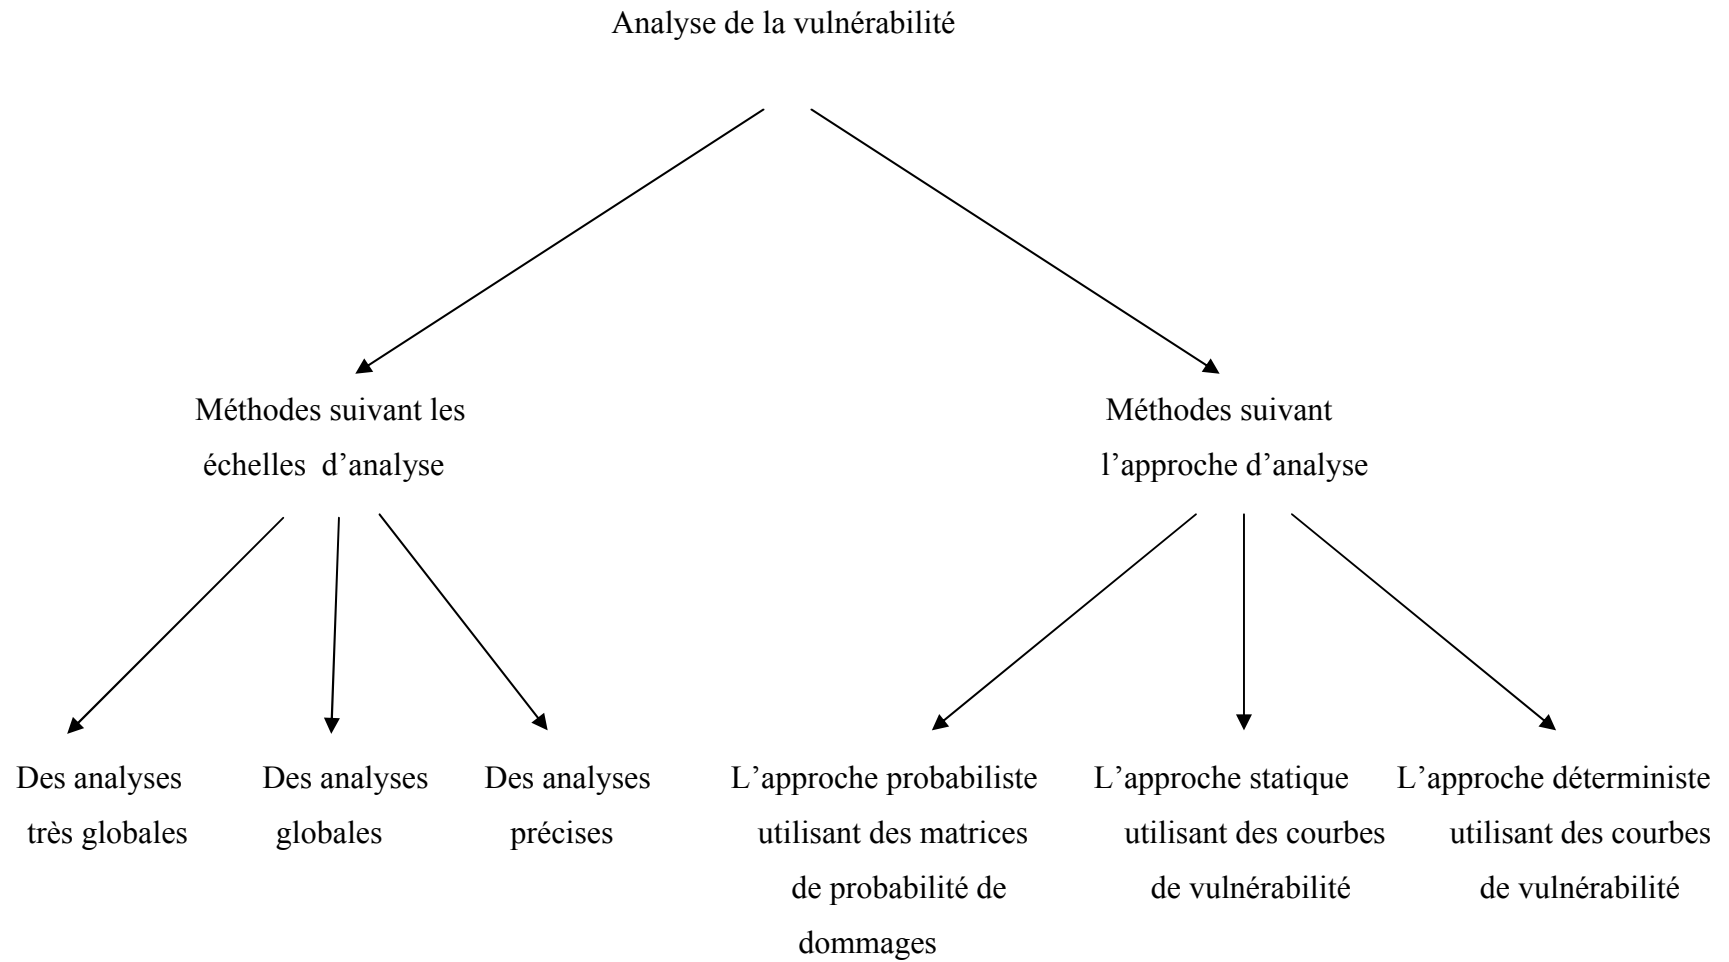 Analyse de la vulnérabilité
Méthodes suivant les
échelles d’analyse
Méthodes suivant
l’approche d’analyse
Des analyses
très globales
Des analyses
globales
Des analyses
précises
L’approche probabiliste
utilisant des matrices
de probabilité de
dommages
L’approche statique
utilisant des courbes
de vulnérabilité
L’approche déterministe
utilisant des courbes
de vulnérabilité